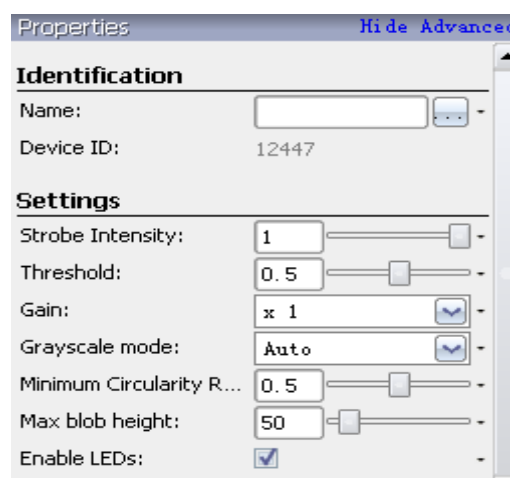 Properties Hide Advanced
Identification
Name: ...
Device ID: 12447
Settings
Strobe Intensity: 1
Threshold: 0.5
Gain: x 1
Grayscale mode: Auto
Minimum Circularity R... 0.5
Max blob height: 50
Enable LEDs: